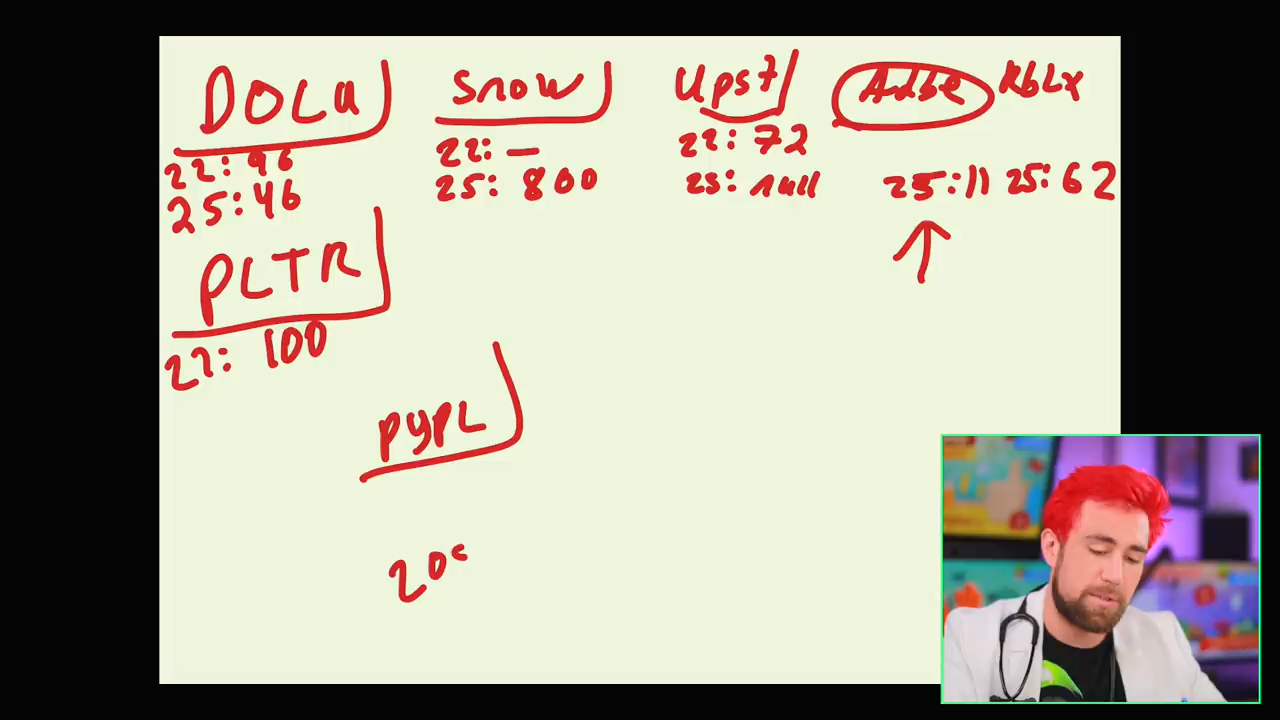 DOCU Snow Upst Adbe RbLx
22: 96 22: — 22: 72
25: 46 25: 800 25: null 25: 11 25: 62
PLTR
22: 100
PYPL
20